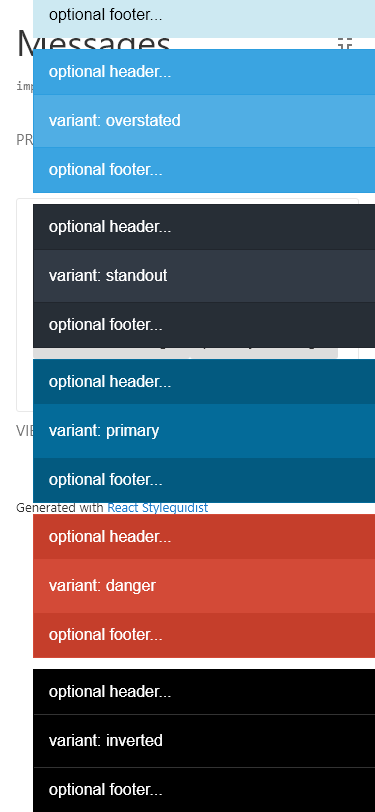 optional footer...
Messages
optional header...
imp
variant: overstated
PR
optional footer...
optional header...
variant: standout
optional footer...
optional header...
VIE
variant: primary
optional footer...
Generated with React Styleguidist
optional header...
variant: danger
optional footer...
optional header...
variant: inverted
optional footer...